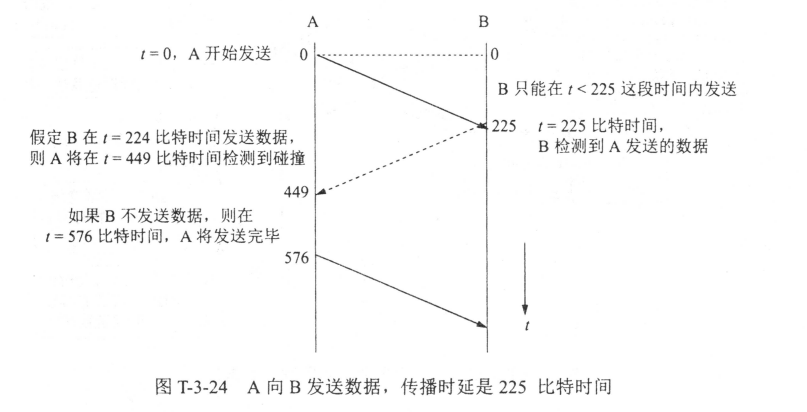 A
B
t = 0，A 开始发送
0
0
B 只能在 t < 225 这段时间内发送
225
t = 225 比特时间，
B 检测到 A 发送的数据
假定 B 在 t = 224 比特时间发送数据，
则 A 将在 t = 449 比特时间检测到碰撞
449
如果 B 不发送数据，则在
t = 576 比特时间，A 将发送完毕
576
t
图 T-3-24 A 向 B 发送数据，传播时延是 225 比特时间